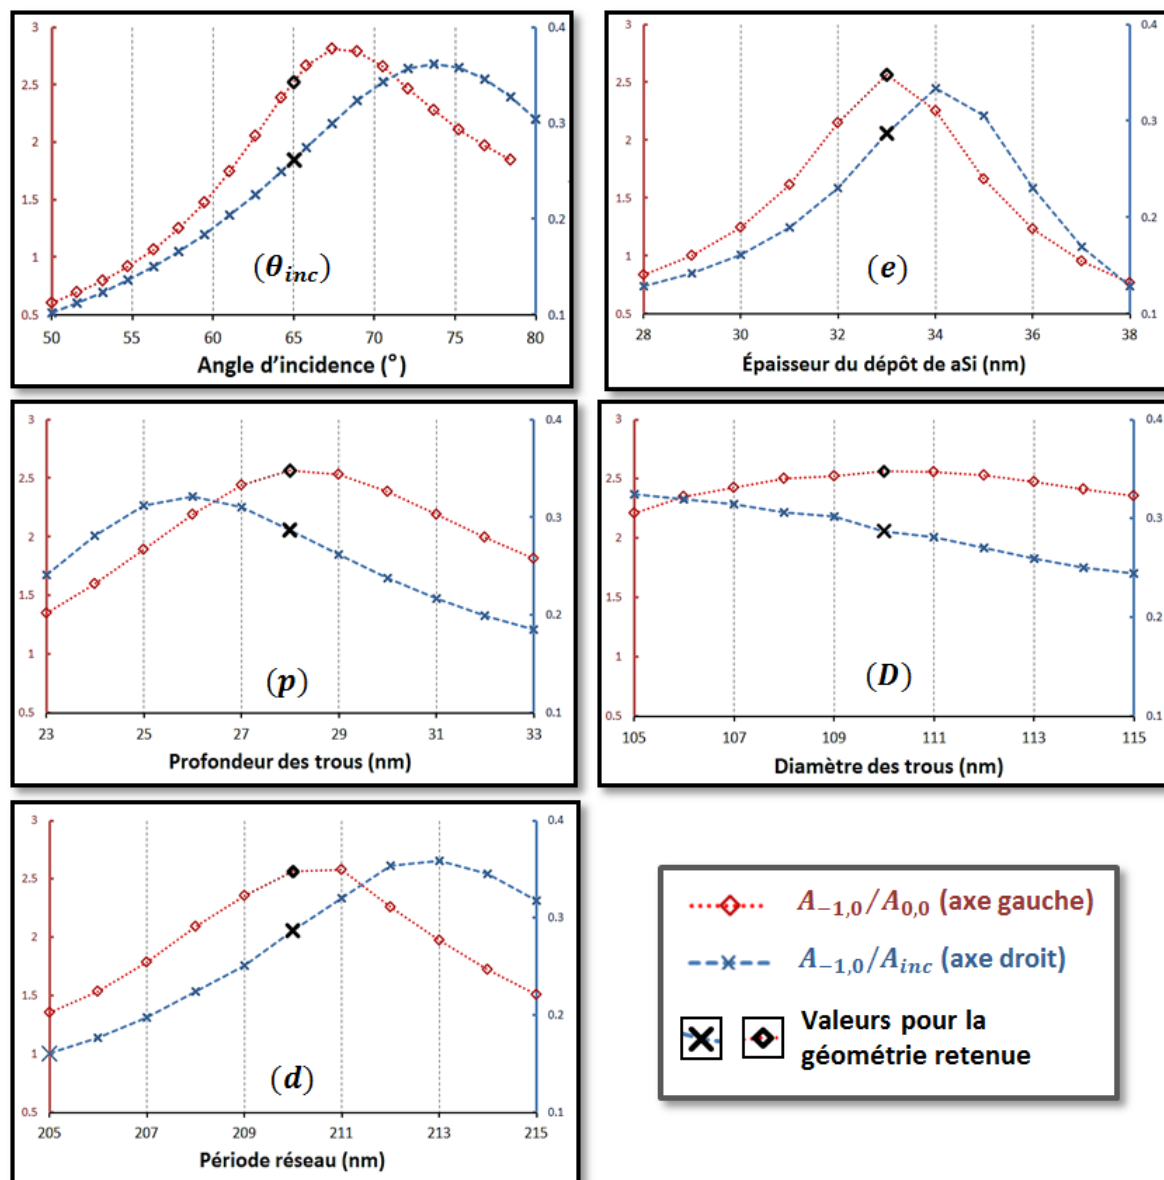 3
2.5
2
1.5
1
0.5
0.4
0.3
0.2
0.1
(θ_inc)
50 55 60 65 70 75 80
Angle d'incidence (°)
3
2.5
2
1.5
1
0.5
0.4
0.3
0.2
0.1
(e)
28 30 32 34 36 38
Épaisseur du dépôt de aSi (nm)
3
2.5
2
1.5
1
0.5
0.4
0.3
0.2
0.1
(p)
23 25 27 29 31 33
Profondeur des trous (nm)
3
2.5
2
1.5
1
0.5
0.4
0.3
0.2
0.1
(D)
105 107 109 111 113 115
Diamètre des trous (nm)
3
2.5
2
1.5
1
0.5
0.4
0.3
0.2
0.1
(d)
205 207 209 211 213 215
Période réseau (nm)
A_−1,0/A_0,0 (axe gauche)
A_−1,0/A_inc (axe droit)
Valeurs pour la
géométrie retenue